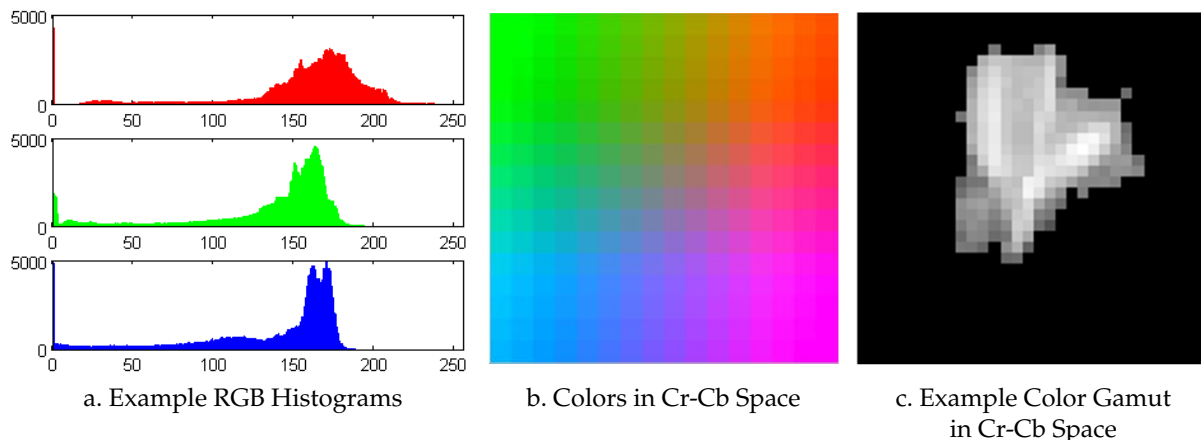 5000
0
0 50 100 150 200 250
5000
0
0 50 100 150 200 250
5000
0
0 50 100 150 200 250
a. Example RGB Histograms
b. Colors in Cr-Cb Space
c. Example Color Gamut
in Cr-Cb Space